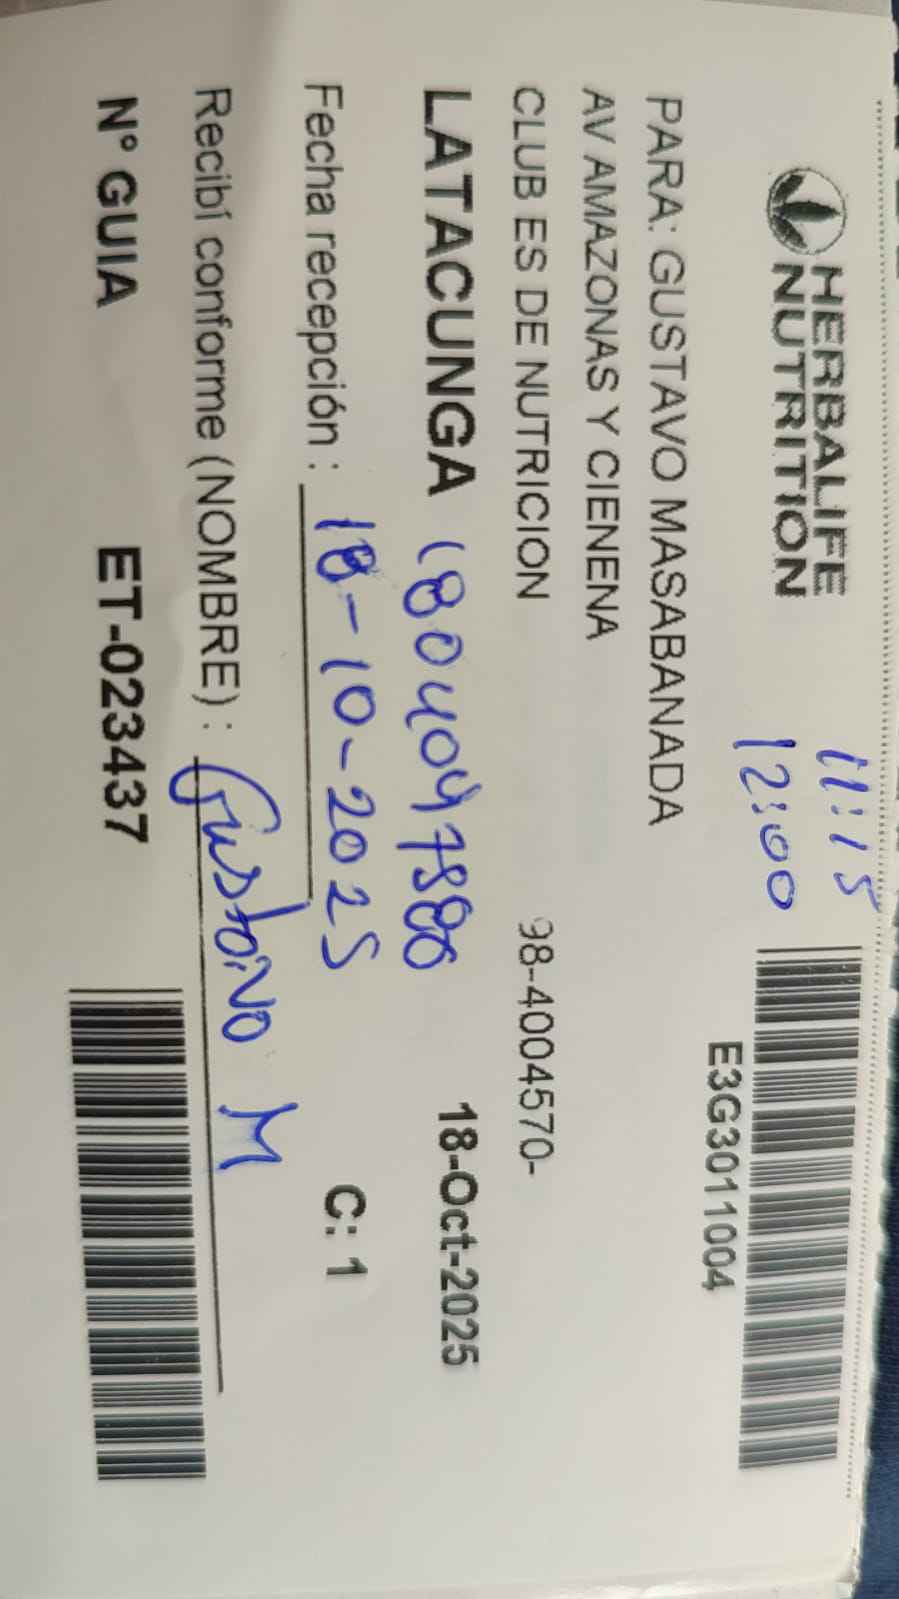 HERBALIFE
NUTRITION
11:15
12:00
E3G3011004
PARA: GUSTAVO MASABANADA
AV AMAZONAS Y CIENENA
CLUB ES DE NUTRICION 98-4004570-
LATACUNGA 18-Oct-2025
Fecha recepción : 18-10-2025 C: 1
Recibí conforme (NOMBRE) : Gustavo M
N° GUIA ET-023437